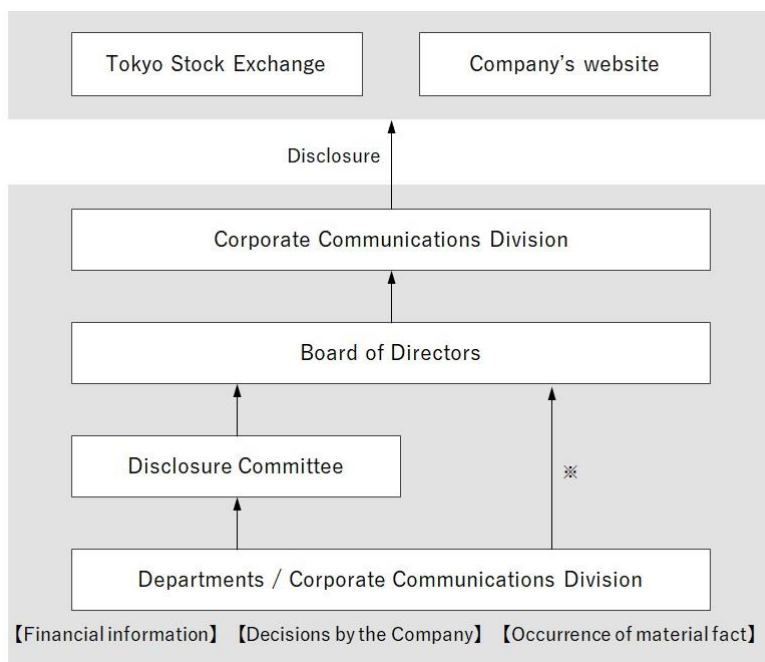 Tokyo Stock Exchange
Company's website
Disclosure
Corporate Communications Division
Board of Directors
Disclosure Committee
※
Departments / Corporate Communications Division
【Financial information】 【Decisions by the Company】 【Occurrence of material fact】